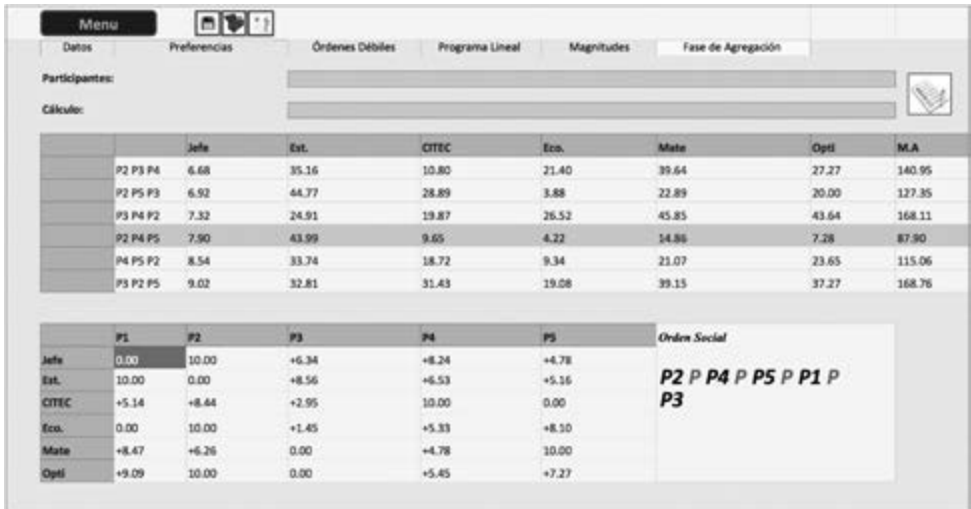 Menu
Datos Preferencias Órdenes Débiles Programa Lineal Magnitudes Fase de Agregación
Participantes:
Cálculo:
Jefe Est. CITEC Eco. Mate Opti M.A
P2 P3 P4 6.68 35.16 10.80 21.40 39.64 27.27 140.95
P2 P5 P3 6.92 44.77 28.89 3.88 22.89 20.00 127.35
P3 P4 P2 7.32 24.91 19.87 26.52 45.85 43.64 168.11
P2 P4 P5 7.90 43.99 9.65 4.22 14.86 7.28 87.90
P4 P5 P2 8.54 33.74 18.72 9.34 21.07 23.65 115.06
P3 P2 P5 9.02 32.81 31.43 19.08 39.15 37.27 168.76
P1 P2 P3 P4 P5 Orden Social
Jefe 0.00 10.00 +6.34 +8.24 +4.78
Est. 10.00 0.00 +8.56 +6.53 +5.16
P2 P P4 P P5 P P1 P
CITEC +5.14 +8.44 +2.95 10.00 0.00
P3
Eco. 0.00 10.00 +1.45 +5.33 +8.10
Mate +8.47 +6.26 0.00 +4.78 10.00
Opti +9.09 10.00 0.00 +5.45 +7.27